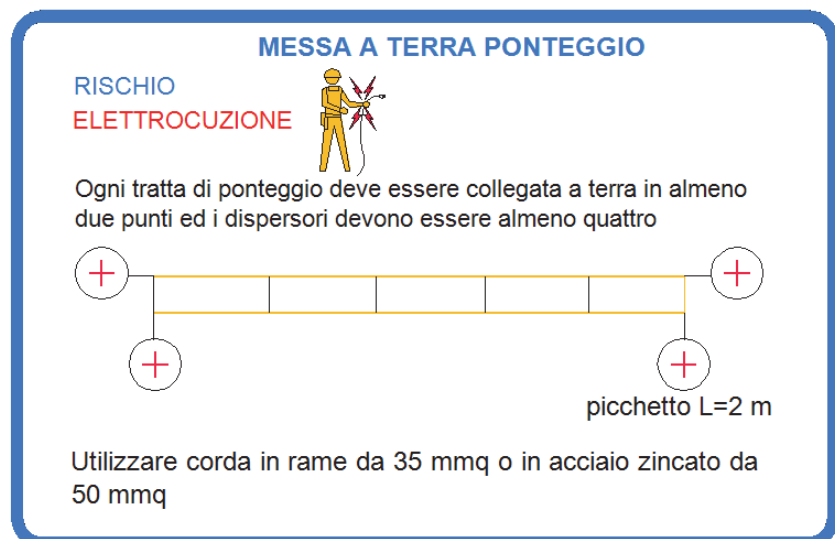 MESSA A TERRA PONTEGGIO
RISCHIO
ELETTROCUZIONE
Ogni tratta di ponteggio deve essere collegata a terra in almeno
due punti ed i dispersori devono essere almeno quattro
picchetto L=2 m
Utilizzare corda in rame da 35 mmq o in acciaio zincato da
50 mmq